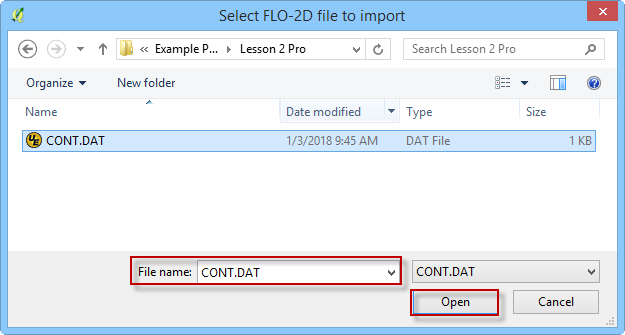 Select FLO-2D file to import
« Example P... Lesson 2 Pro Search Lesson 2 Pro
Organize New folder
Name Date modified Type Size
UE CONT.DAT 1/3/2018 9:45 AM DAT File 1 KB
File name: CONT.DAT CONT.DAT
Open Cancel